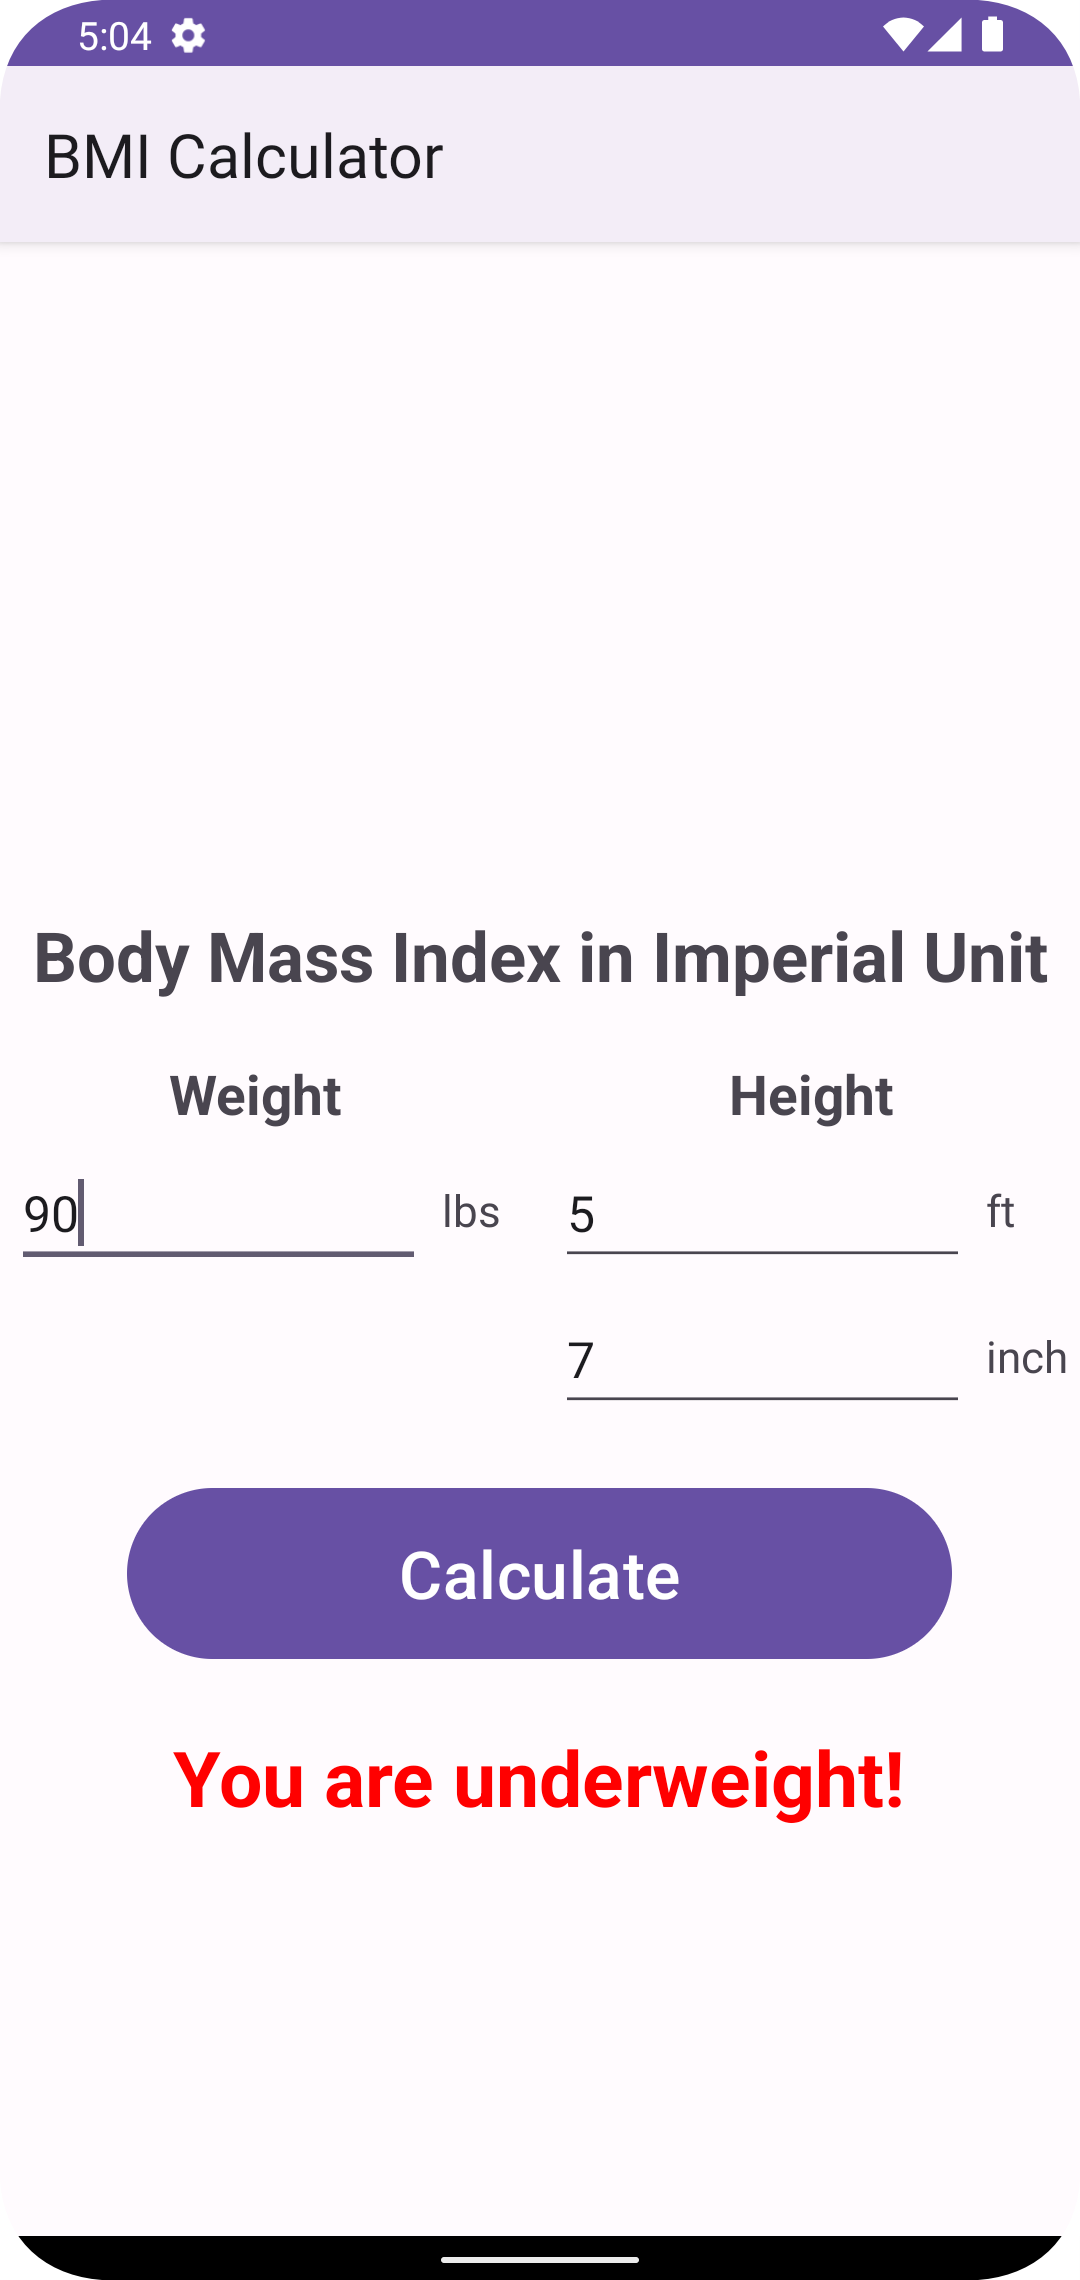 5:04
BMI Calculator
Body Mass Index in Imperial Unit
Weight Height
90 lbs 5 ft
7 inch
Calculate
You are underweight!